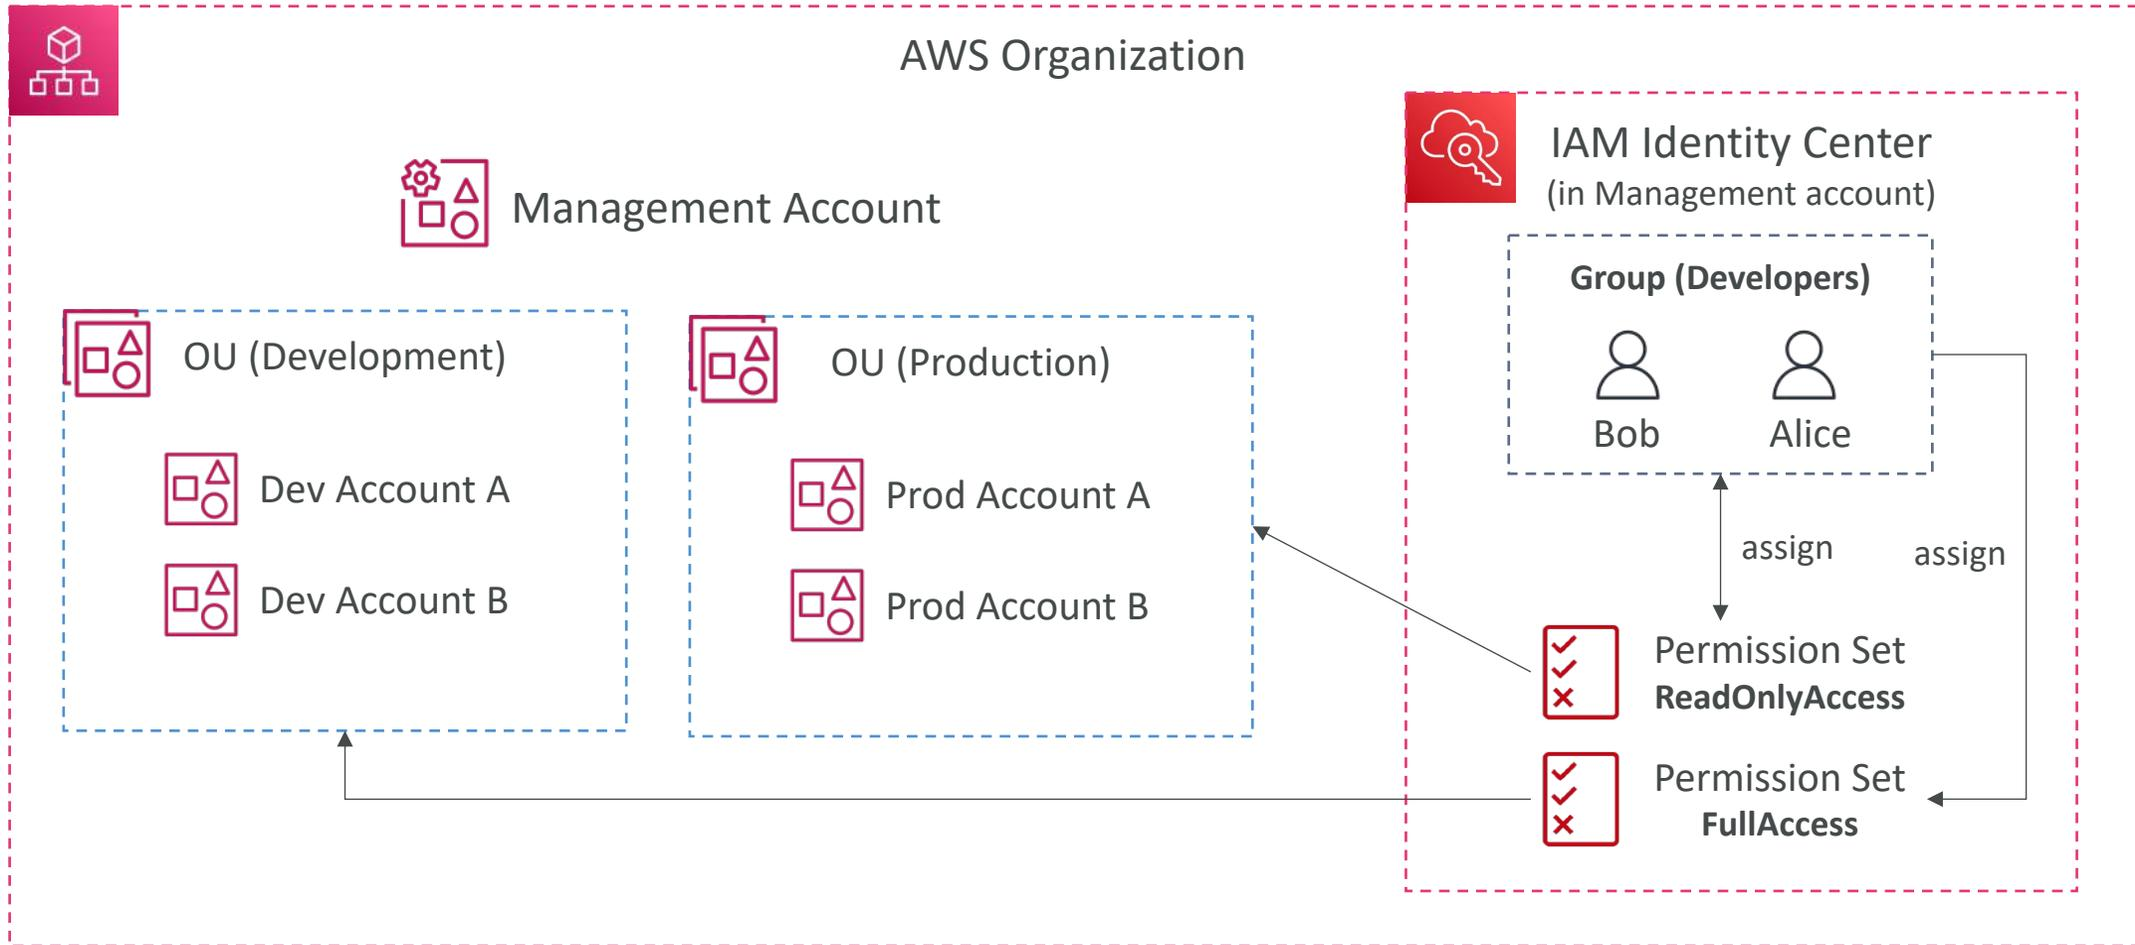 AWS Organization
IAM Identity Center
(in Management account)
Management Account
Group (Developers)
Bob
Alice
OU (Development)
Dev Account A
Dev Account B
OU (Production)
Prod Account A
Prod Account B
assign
assign
Permission Set
ReadOnlyAccess
Permission Set
FullAccess